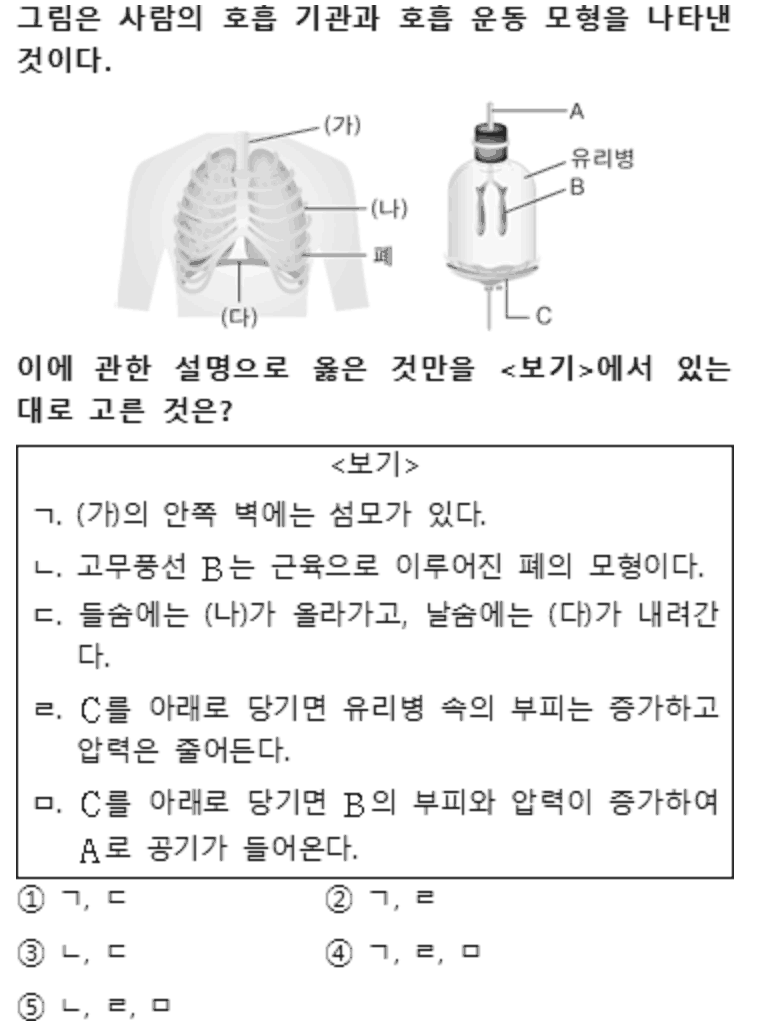 그림은 사람의 호흡 기관과 호흡 운동 모형을 나타낸
것이다.
(가)
(나)
폐
(다)
A
유리병
B
C
이에 관한 설명으로 옳은 것만을 <보기>에서 있는
대로 고른 것은?
<보기>
ㄱ. (가)의 안쪽 벽에는 섬모가 있다.
ㄴ. 고무풍선 B는 근육으로 이루어진 폐의 모형이다.
ㄷ. 들숨에는 (나)가 올라가고, 날숨에는 (다)가 내려간
다.
ㄹ. C를 아래로 당기면 유리병 속의 부피는 증가하고
압력은 줄어든다.
ㅁ. C를 아래로 당기면 B의 부피와 압력이 증가하여
A로 공기가 들어온다.
① ㄱ, ㄷ ② ㄱ, ㄹ
③ ㄴ, ㄷ ④ ㄱ, ㄹ, ㅁ
⑤ ㄴ, ㄹ, ㅁ